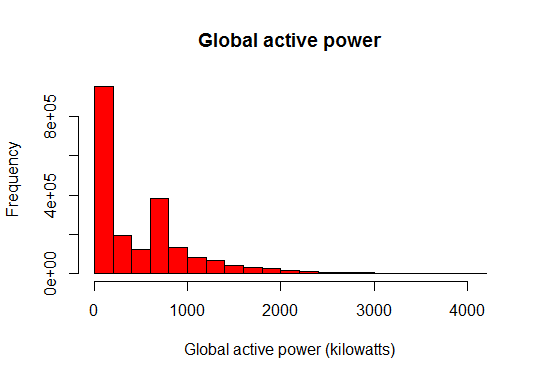 Global active power
Frequency
8e+05
4e+05
0e+00
0 1000 2000 3000 4000
Global active power (kilowatts)